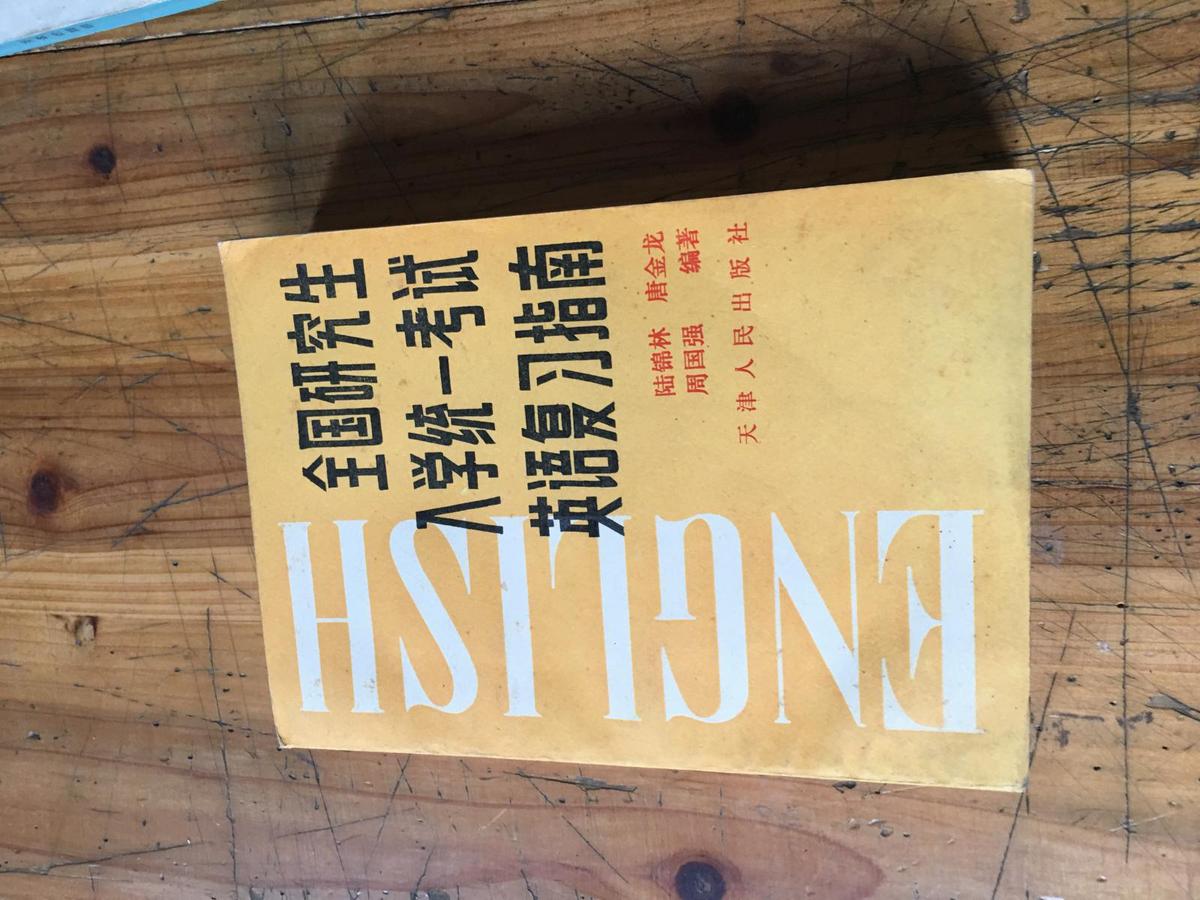 全国研究生
入学统一考试
英语复习指南
陆锦林 唐金龙
周国强 编著
天津人民出版社
ENGLISH